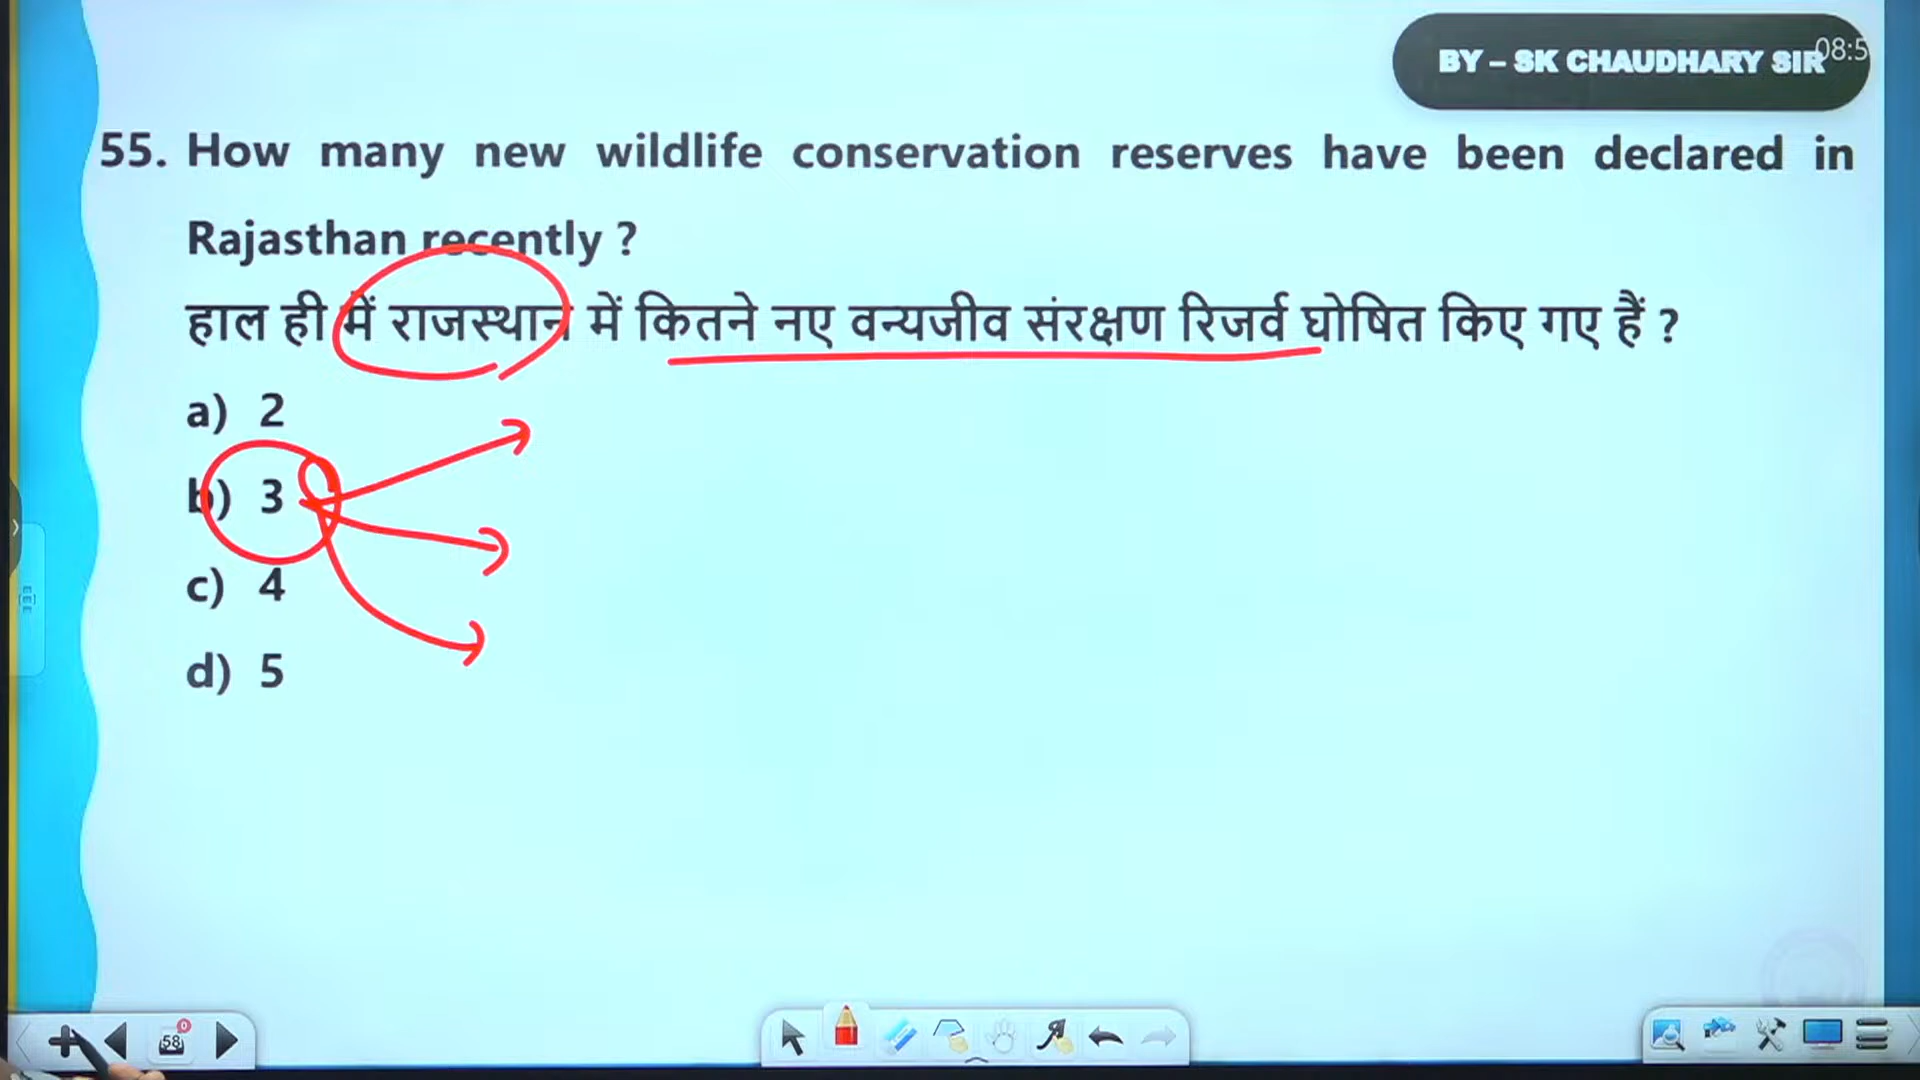 BY – SK CHAUDHARY SIR
08:5
55. How many new wildlife conservation reserves have been declared in
Rajasthan recently ?
हाल ही में राजस्थान में कितने नए वन्यजीव संरक्षण रिजर्व घोषित किए गए हैं ?
a) 2
b) 3
c) 4
d) 5
58
0